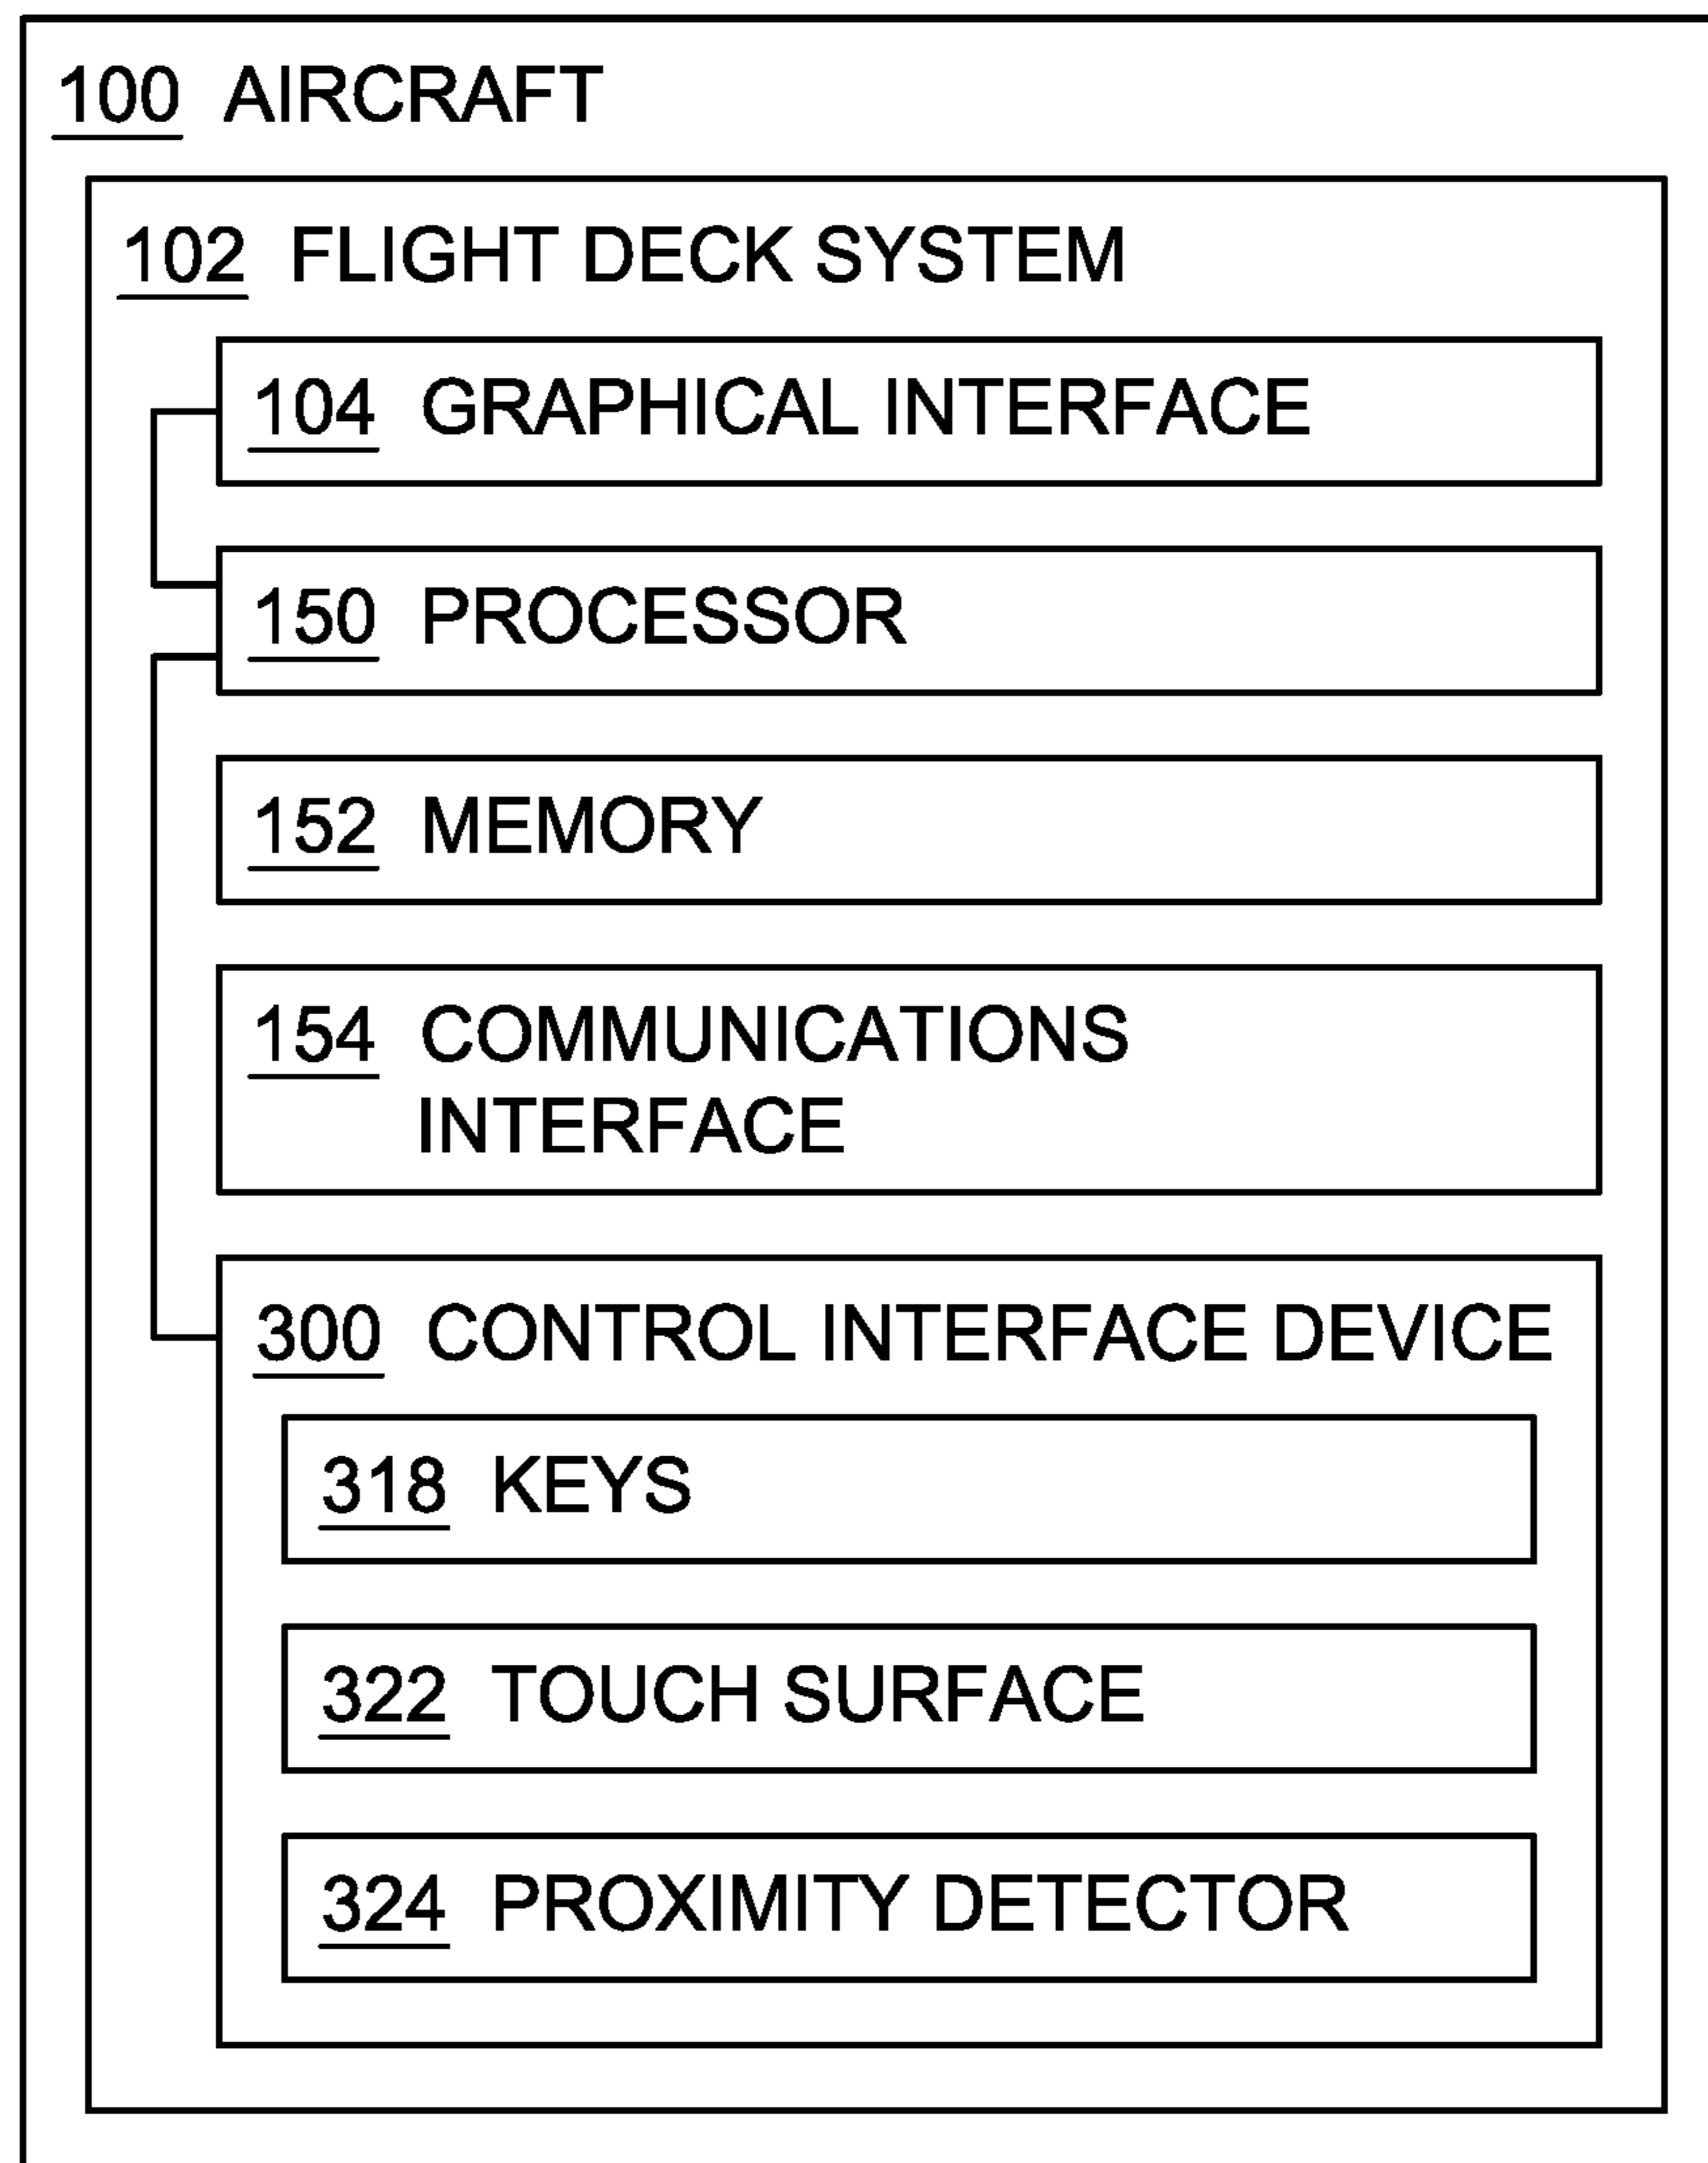 100 AIRCRAFT
102 FLIGHT DECK SYSTEM
104 GRAPHICAL INTERFACE
150 PROCESSOR
152 MEMORY
154 COMMUNICATIONS
INTERFACE
300 CONTROL INTERFACE DEVICE
318 KEYS
322 TOUCH SURFACE
324 PROXIMITY DETECTOR